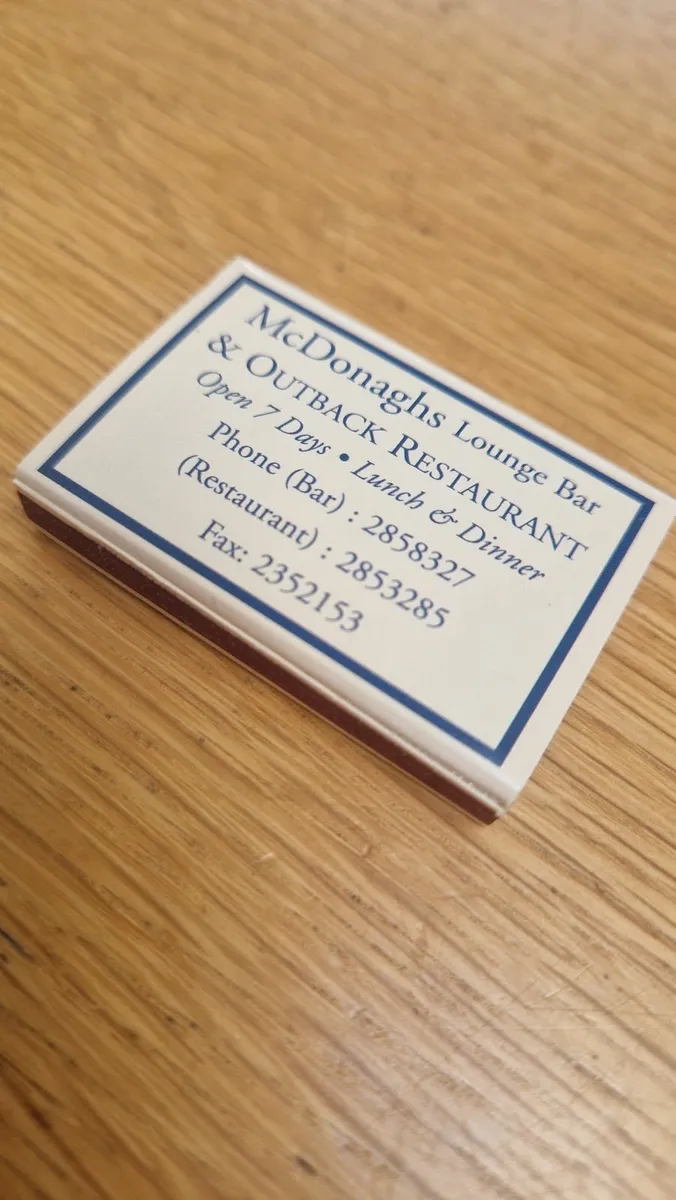 McDonaghs Lounge Bar
& OUTBACK RESTAURANT
Open 7 Days • Lunch & Dinner
Phone (Bar) : 2858327
(Restaurant) : 2853285
Fax: 2352153